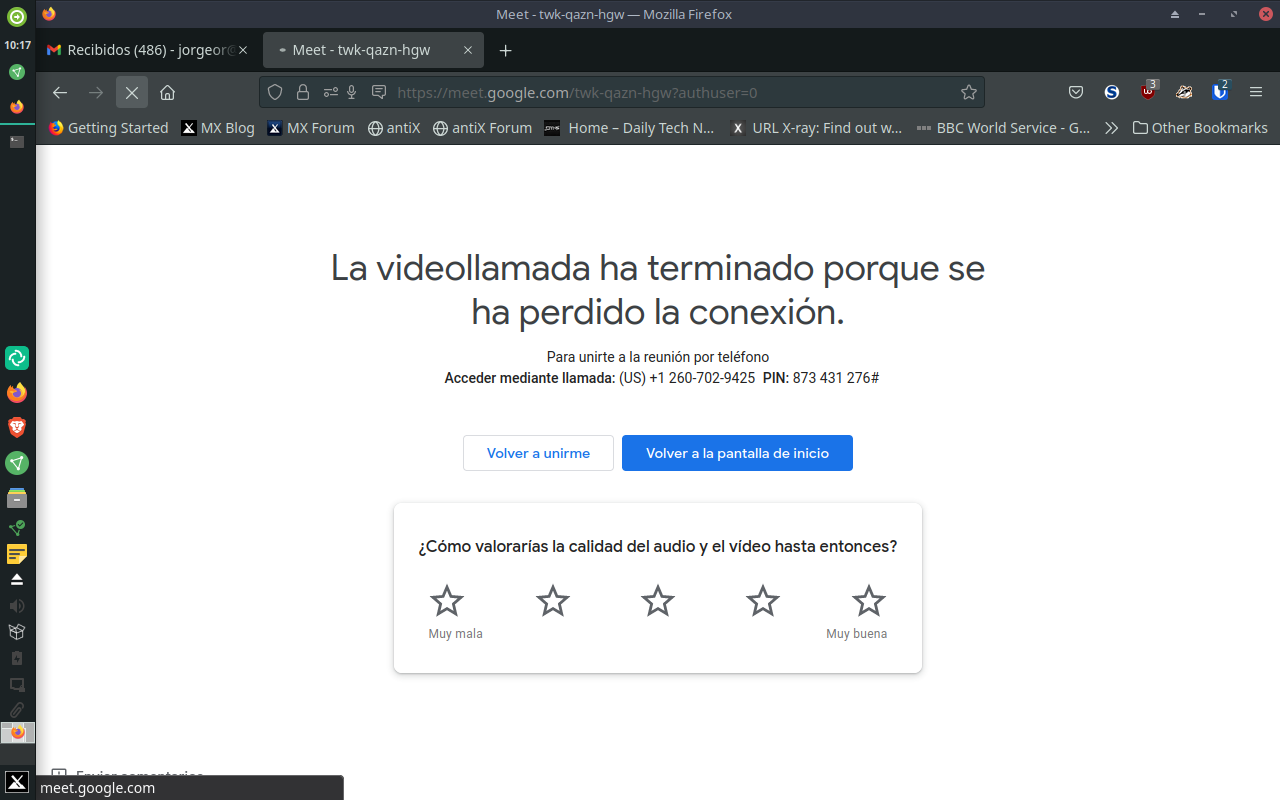 Meet - twk-qazn-hgw — Mozilla Firefox
10:17
Recibidos (486) - jorgeor@
Meet - twk-qazn-hgw
https://meet.google.com/twk-qazn-hgw?authuser=0
3
2
Getting Started
MX Blog
MX Forum
antiX
antiX Forum
Home – Daily Tech N...
URL X-ray: Find out w...
BBC World Service - G...
Other Bookmarks
La videollamada ha terminado porque se
ha perdido la conexión.
Para unirte a la reunión por teléfono
Acceder mediante llamada: (US) +1 260-702-9425 PIN: 873 431 276#
Volver a unirme
Volver a la pantalla de inicio
¿Cómo valorarías la calidad del audio y el vídeo hasta entonces?
Muy mala
Muy buena
Enviar comentarios
meet.google.com